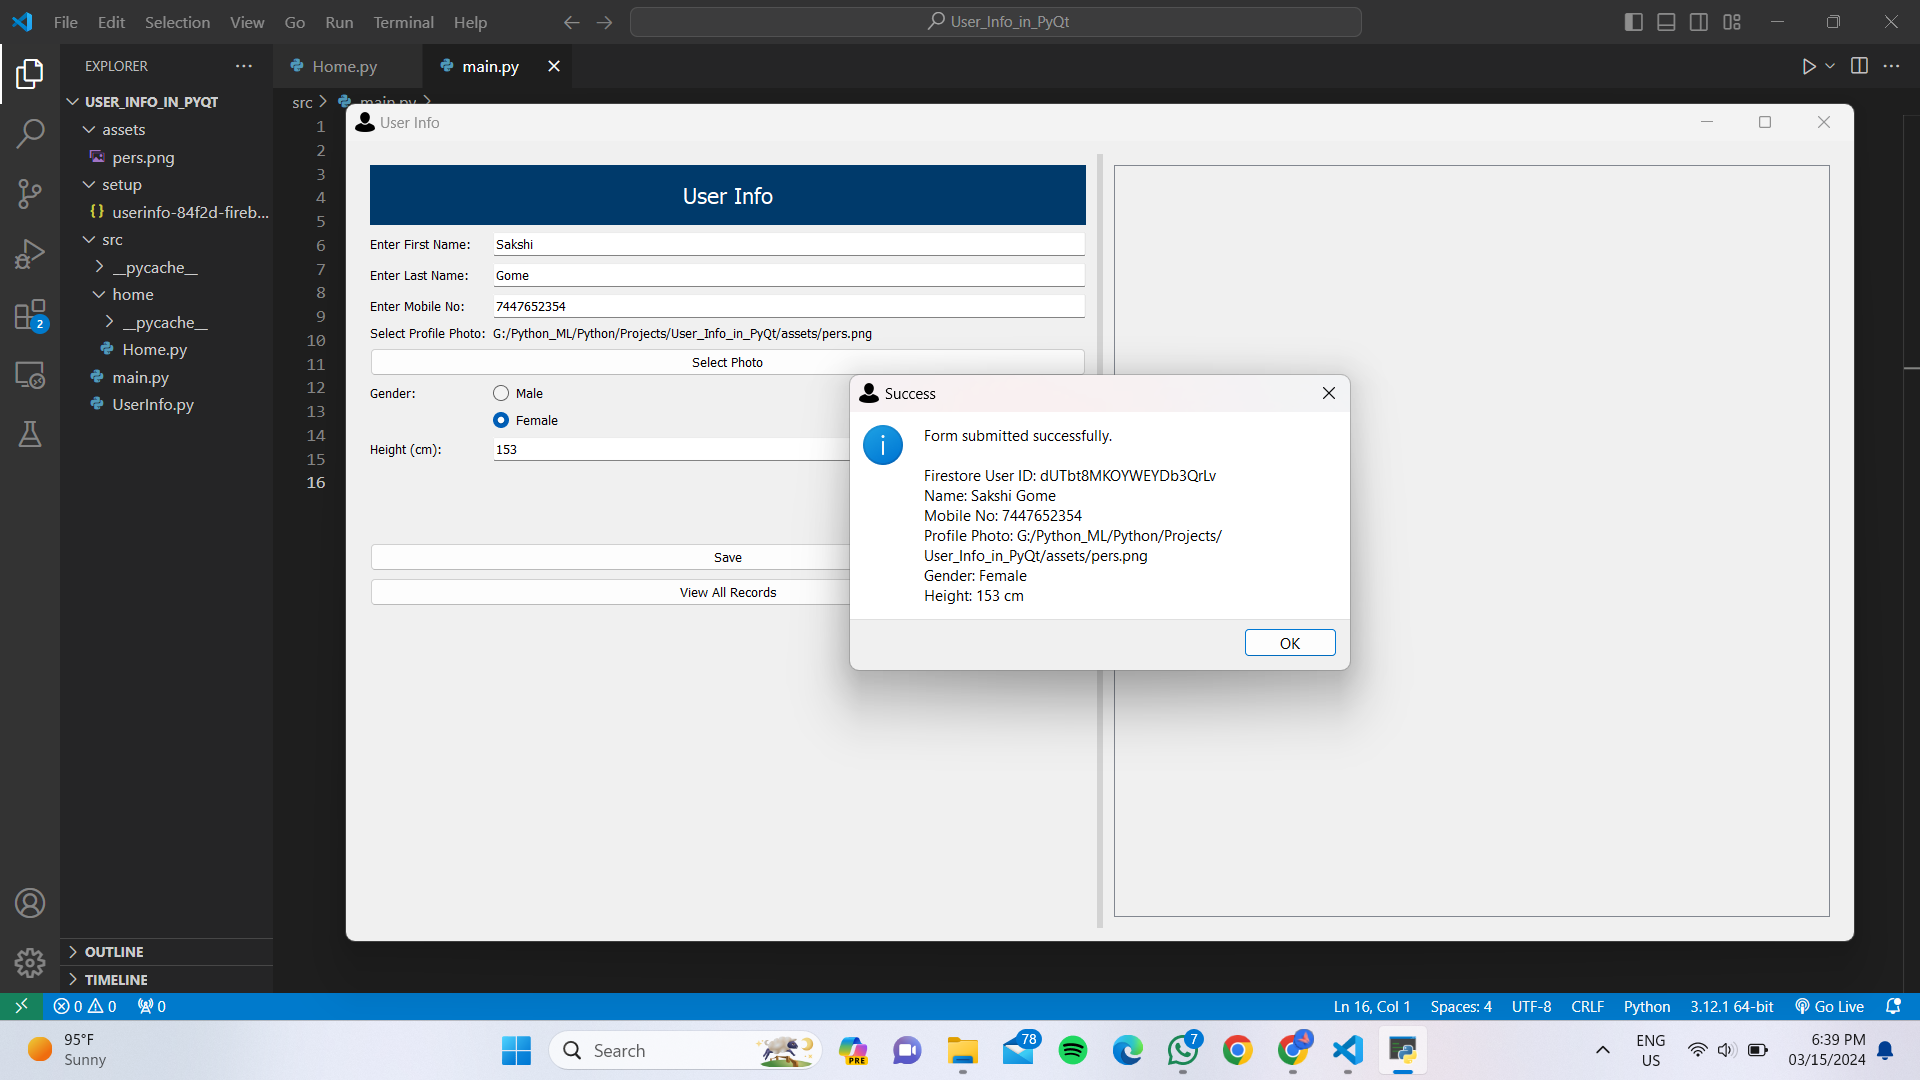 File Edit Selection View Go Run Terminal Help
User_Info_in_PyQt
EXPLORER
Home.py
main.py
USER_INFO_IN_PYQT
assets
pers.png
setup
userinfo-84f2d-fireb...
src
__pycache__
home
__pycache__
Home.py
main.py
UserInfo.py
OUTLINE
TIMELINE
2
src
main.py
1
2
3
4
5
6
7
8
9
10
11
12
13
14
15
16
User Info
User Info
Enter First Name: Sakshi
Enter Last Name: Gome
Enter Mobile No: 7447652354
Select Profile Photo: G:/Python_ML/Python/Projects/User_Info_in_PyQt/assets/pers.png
Select Photo
Gender: Male
Female
Height (cm): 153
Save
View All Records
Success
Form submitted successfully.
Firestore User ID: dUTbt8MKOYWEYDb3QrLv
Name: Sakshi Gome
Mobile No: 7447652354
Profile Photo: G:/Python_ML/Python/Projects/
User_Info_in_PyQt/assets/pers.png
Gender: Female
Height: 153 cm
OK
0 0 0
Ln 16, Col 1 Spaces: 4 UTF-8 CRLF Python 3.12.1 64-bit Go Live
95°F
Sunny
Search
PRE
78
7
ENG
US
6:39 PM
03/15/2024